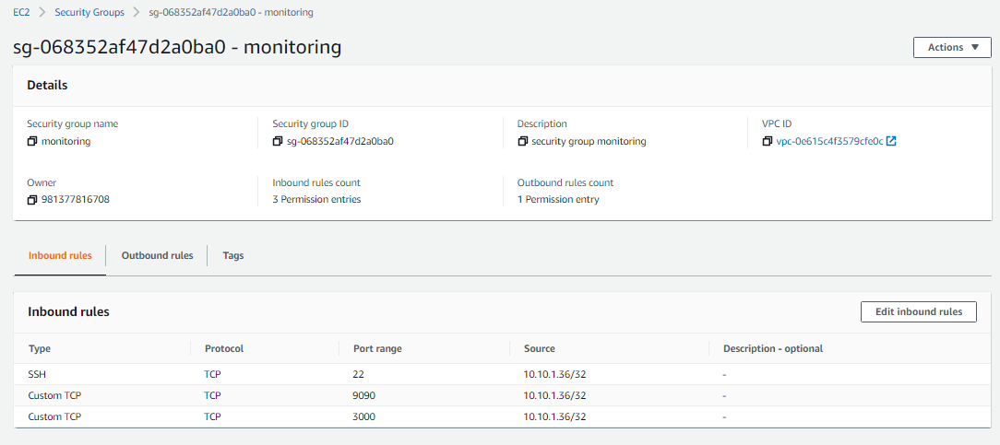 EC2 > Security Groups > sg-068352af47d2a0ba0 - monitoring
sg-068352af47d2a0ba0 - monitoring
Actions
Details
Security group name Security group ID Description VPC ID
monitoring sg-068352af47d2a0ba0 security group monitoring vpc-0e615c4f3579cfe0c
Owner Inbound rules count Outbound rules count
981377816708 3 Permission entries 1 Permission entry
Inbound rules Outbound rules Tags
Inbound rules Edit inbound rules
Type Protocol Port range Source Description - optional
SSH TCP 22 10.10.1.36/32 -
Custom TCP TCP 9090 10.10.1.36/32 -
Custom TCP TCP 3000 10.10.1.36/32 -